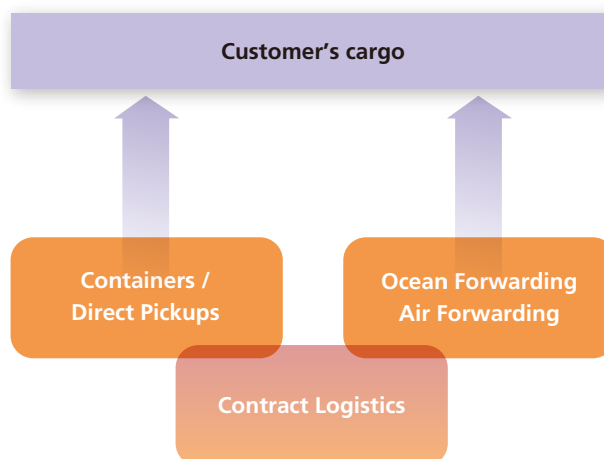 Customer’s cargo
Containers /
Direct Pickups
Ocean Forwarding
Air Forwarding
Contract Logistics